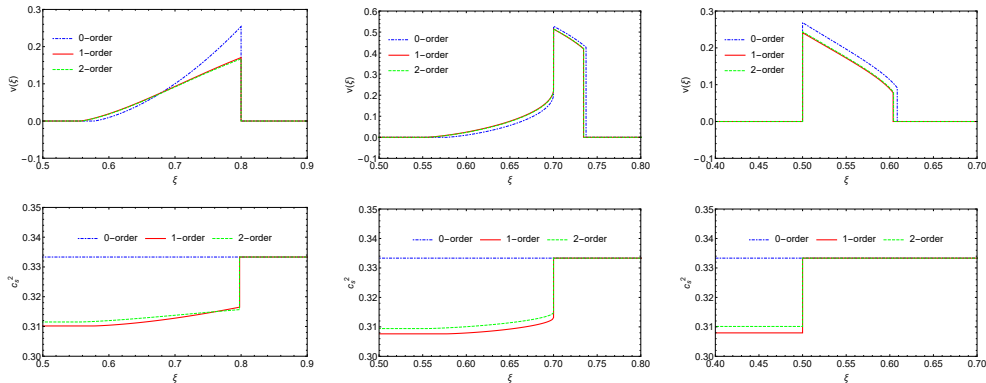 0.3
0.2
0.1
0.0
−0.1
v(ξ)
0−order
1−order
2−order
0.5 0.6 0.7 0.8 0.9
ξ
0.6
0.5
0.4
0.3
0.2
0.1
0.0
−0.1
v(ξ)
0−order
1−order
2−order
0.50 0.55 0.60 0.65 0.70 0.75 0.80
ξ
0.3
0.2
0.1
0.0
0.1
v(ξ)
0−order
1−order
2−order
0.40 0.45 0.50 0.55 0.60 0.65 0.70
ξ
0.35
0.34
0.33
0.32
0.31
0.30
c_s^2
0−order 1−order 2−order
0.5 0.6 0.7 0.8 0.9
ξ
0.35
0.34
0.33
0.32
0.31
0.30
c_s^2
0−order 1−order 2−order
0.50 0.55 0.60 0.65 0.70 0.75 0.80
ξ
0.35
0.34
0.33
0.32
0.31
0.30
c_s^2
0−order 1−order 2−order
0.40 0.45 0.50 0.55 0.60 0.65 0.70
ξ